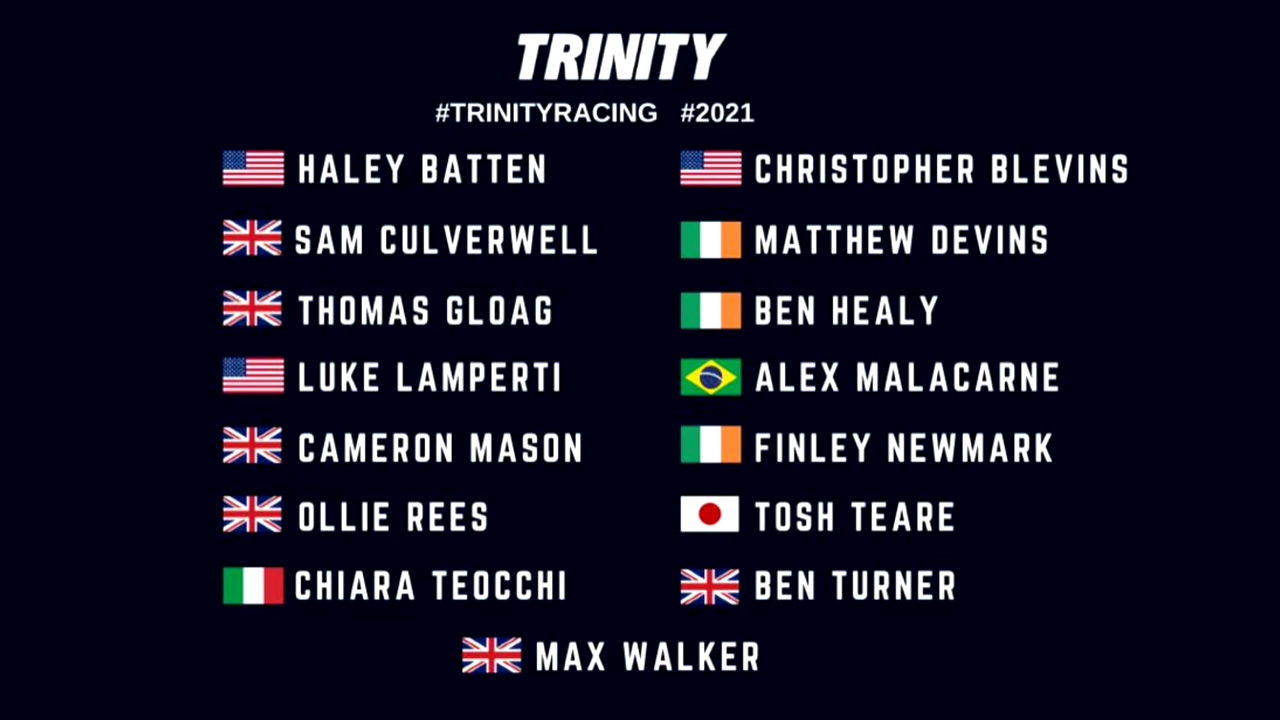 TRINITY
#TRINITYRACING #2021
HALEY BATTEN
CHRISTOPHER BLEVINS
SAM CULVERWELL
MATTHEW DEVINS
THOMAS GLOAG
BEN HEALY
LUKE LAMPERTI
ALEX MALACARNE
CAMERON MASON
FINLEY NEWMARK
OLLIE REES
TOSH TEARE
CHIARA TEOCCHI
BEN TURNER
MAX WALKER